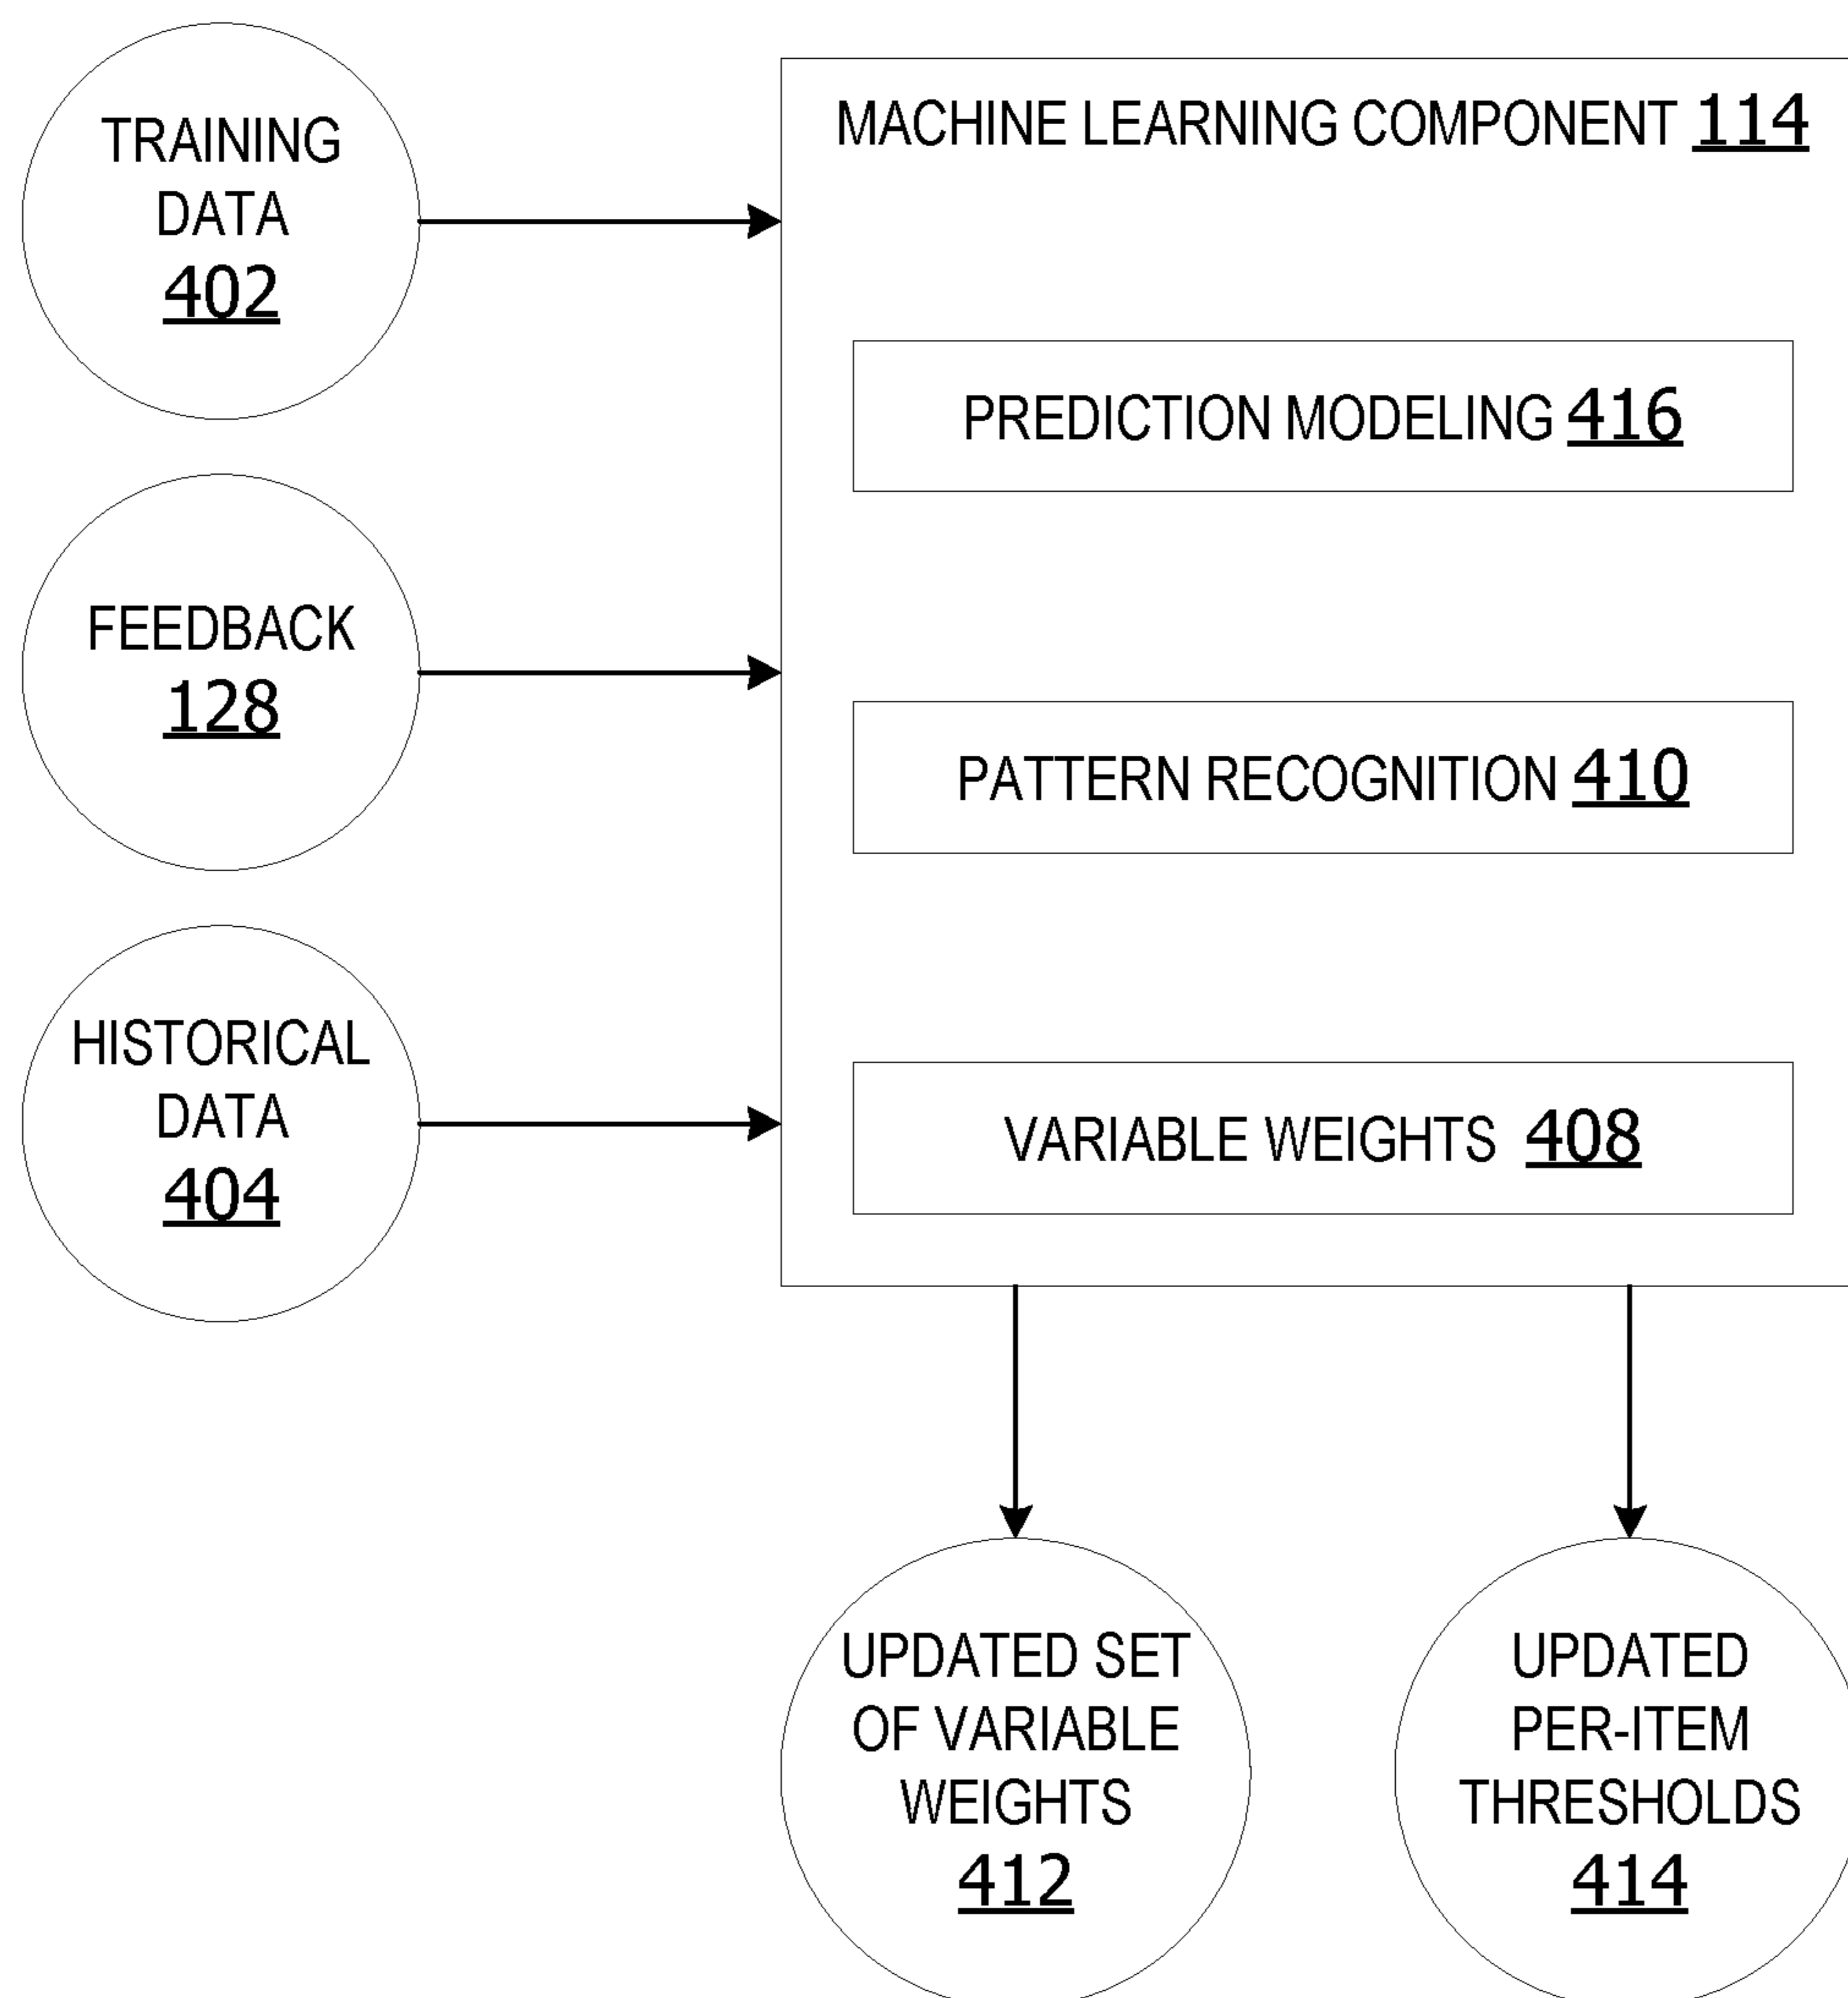 TRAINING
DATA
402
MACHINE LEARNING COMPONENT 114
PREDICTION MODELING 416
FEEDBACK
128
PATTERN RECOGNITION 410
HISTORICAL
DATA
404
VARIABLE WEIGHTS 408
UPDATED SET
OF VARIABLE
WEIGHTS
412
UPDATED
PER-ITEM
THRESHOLDS
414